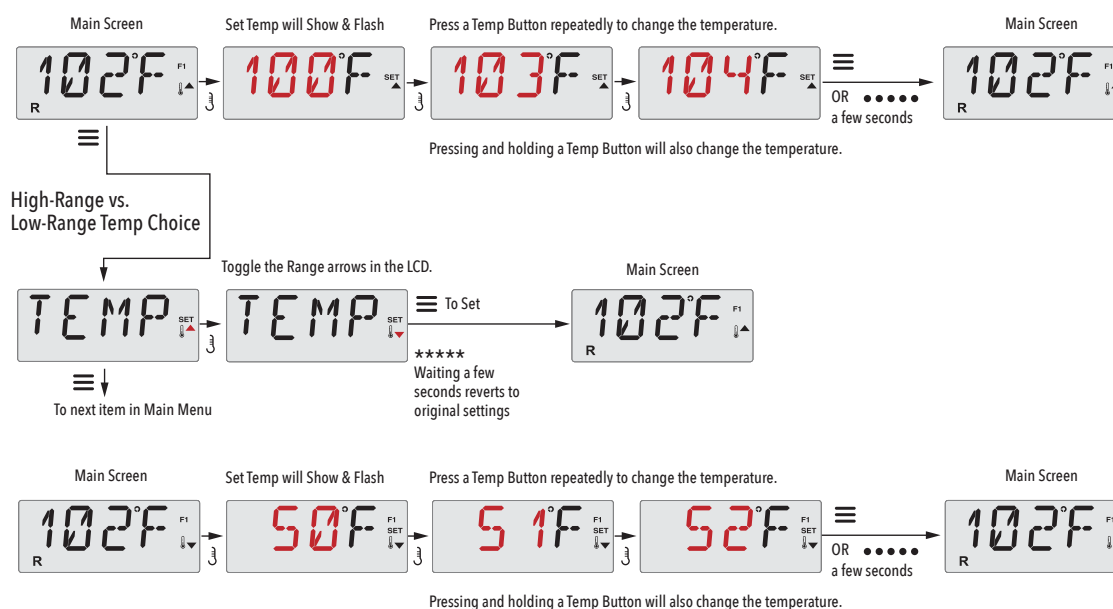 Main Screen
Set Temp will Show & Flash
Press a Temp Button repeatedly to change the temperature.
Main Screen
102°F F1 R
100°F SET
103°F SET
104°F SET
OR •••••
a few seconds
102°F F1 R
Pressing and holding a Temp Button will also change the temperature.
High-Range vs.
Low-Range Temp Choice
Toggle the Range arrows in the LCD.
Main Screen
TEMP SET
TEMP SET
To Set
102°F F1 R
*****
Waiting a few
seconds reverts to
original settings
To next item in Main Menu
Main Screen
Set Temp will Show & Flash
Press a Temp Button repeatedly to change the temperature.
Main Screen
102°F F1 R
50°F F1 SET
51°F F1 SET
52°F F1 SET
OR •••••
a few seconds
102°F F1 R
Pressing and holding a Temp Button will also change the temperature.